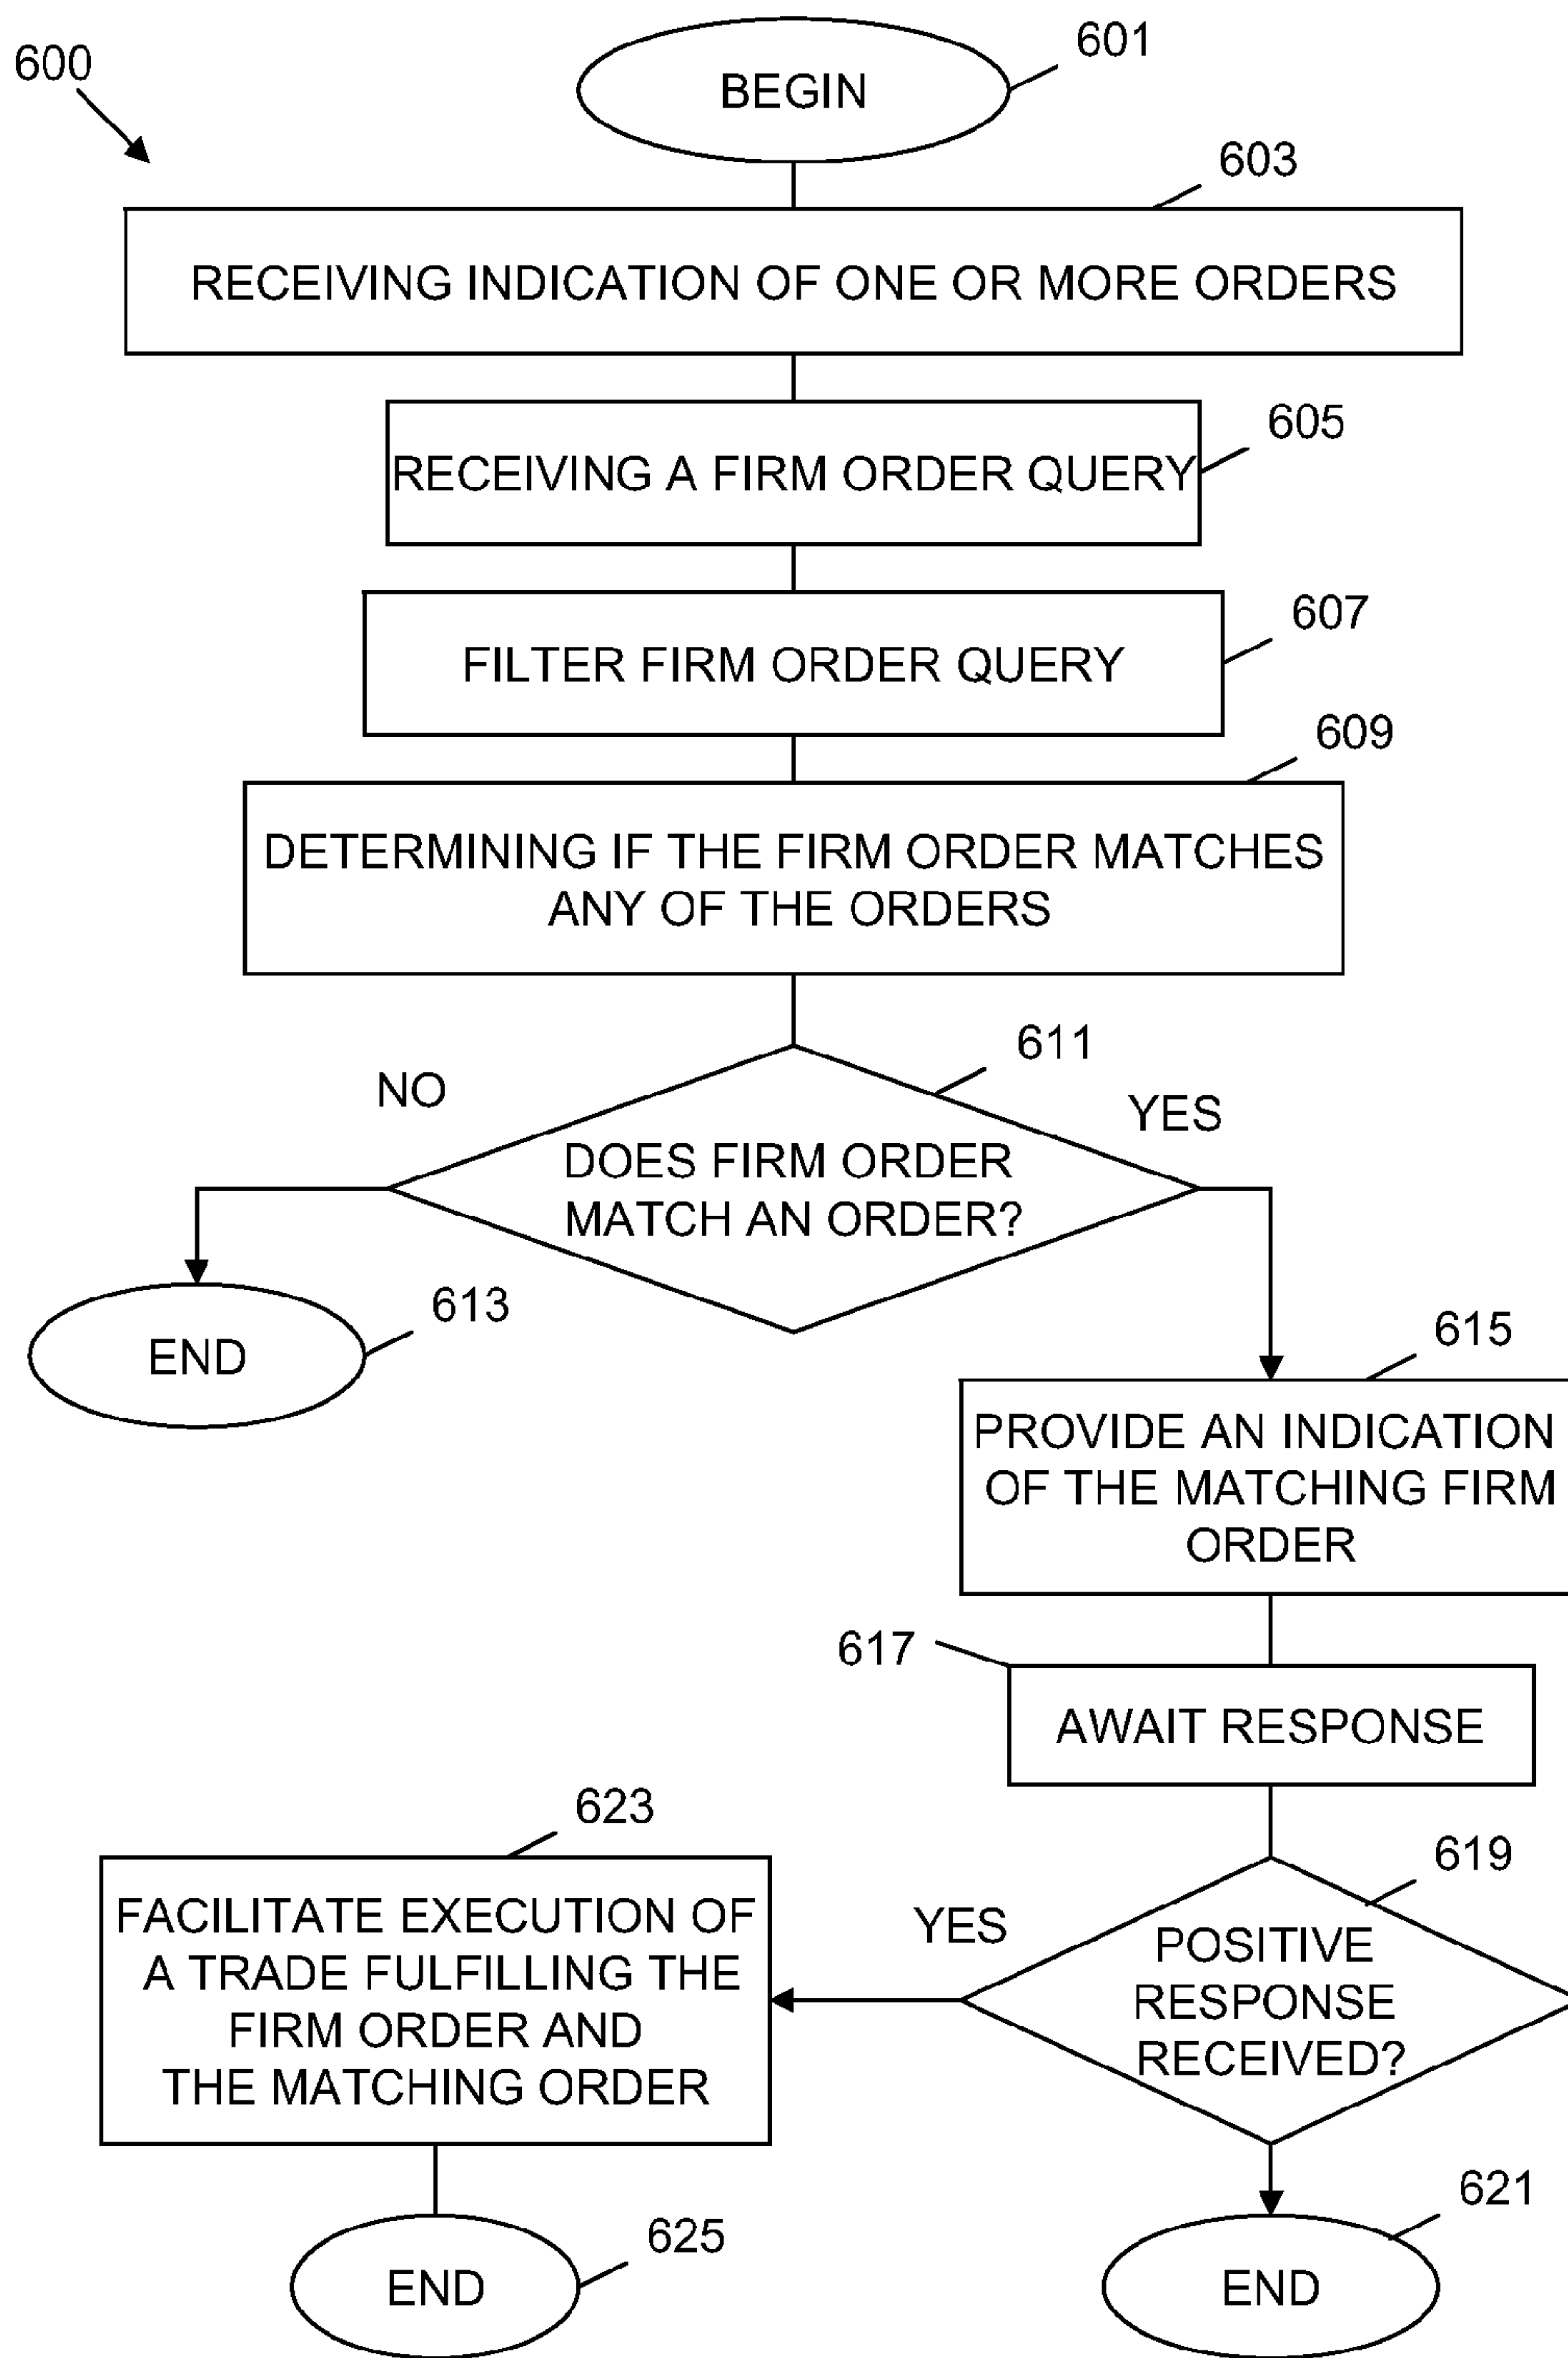 600
601
BEGIN
603
RECEIVING INDICATION OF ONE OR MORE ORDERS
605
RECEIVING A FIRM ORDER QUERY
607
FILTER FIRM ORDER QUERY
609
DETERMINING IF THE FIRM ORDER MATCHES
ANY OF THE ORDERS
611
NO
YES
DOES FIRM ORDER
MATCH AN ORDER?
613
END
615
PROVIDE AN INDICATION
OF THE MATCHING FIRM
ORDER
617
AWAIT RESPONSE
623
619
FACILITATE EXECUTION OF
A TRADE FULFILLING THE
FIRM ORDER AND
THE MATCHING ORDER
YES
POSITIVE
RESPONSE
RECEIVED?
621
625
END
END